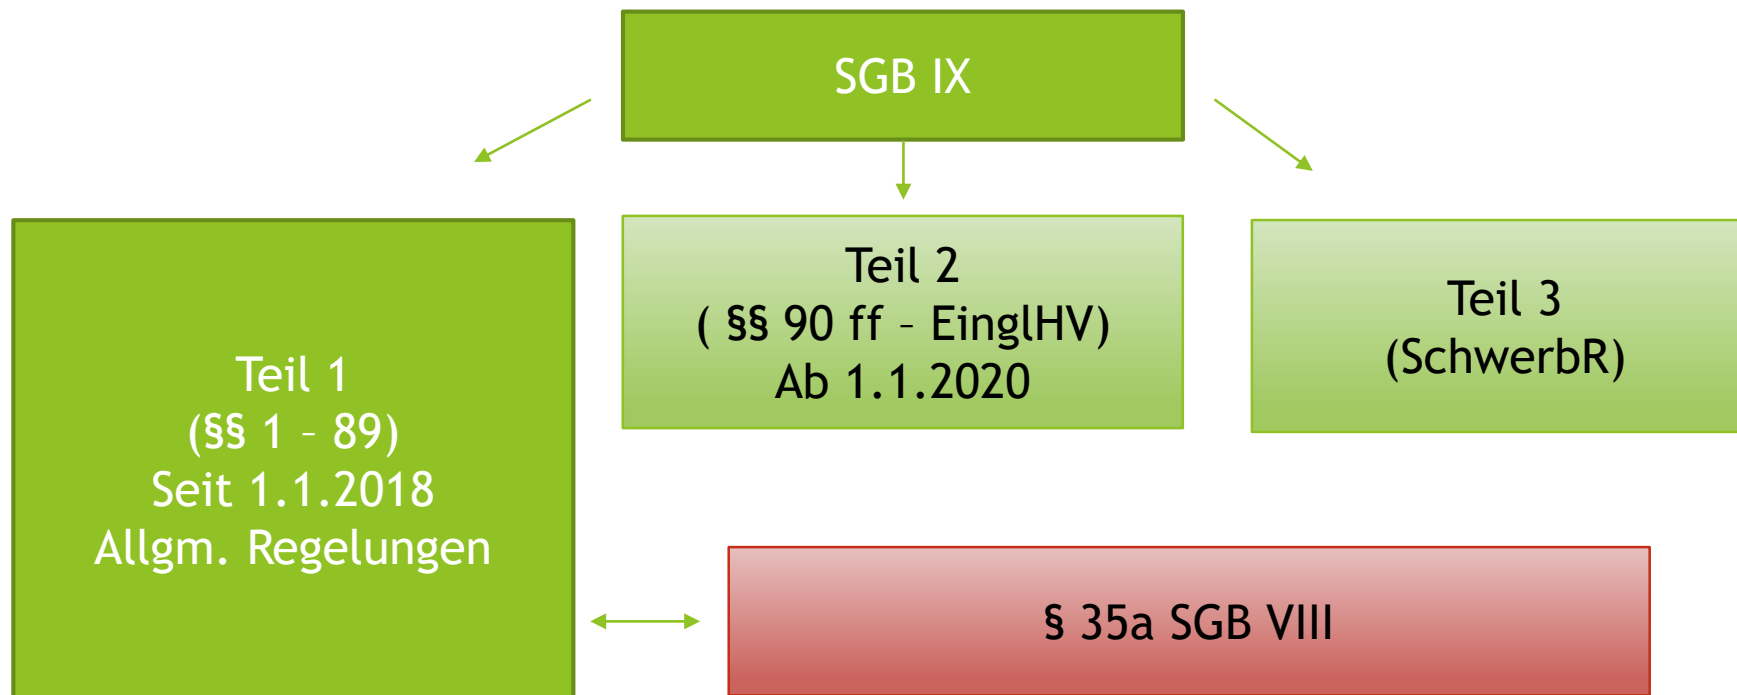 SGB IX
Teil 1
(§§ 1 – 89)
Seit 1.1.2018
Allgm. Regelungen
Teil 2
( §§ 90 ff – EinglHV)
Ab 1.1.2020
Teil 3
(SchwerbR)
§ 35a SGB VIII